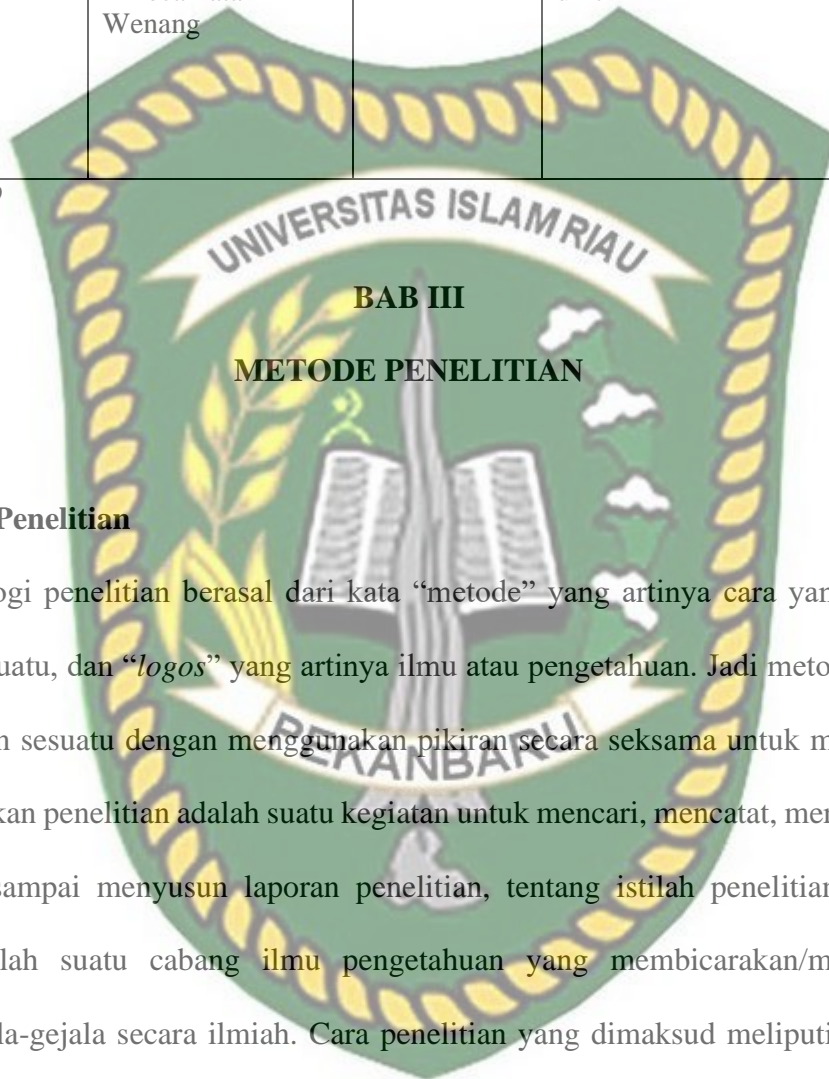 Wenang
UNIVERSITAS ISLAM RIAU
BAB III
METODE PENELITIAN
Penelitian
ogi penelitian berasal dari kata “metode” yang artinya cara yan
uatu, dan “logos” yang artinya ilmu atau pengetahuan. Jadi meto
n sesuatu dengan menggunakan pikiran secara seksama untuk m
PEKANBARU
kan penelitian adalah suatu kegiatan untuk mencari, mencatat, mer
sampai menyusun laporan penelitian, tentang istilah penelitian
lah suatu cabang ilmu pengetahuan yang membicarakan/m
la-gejala secara ilmiah. Cara penelitian yang dimaksud meliputi